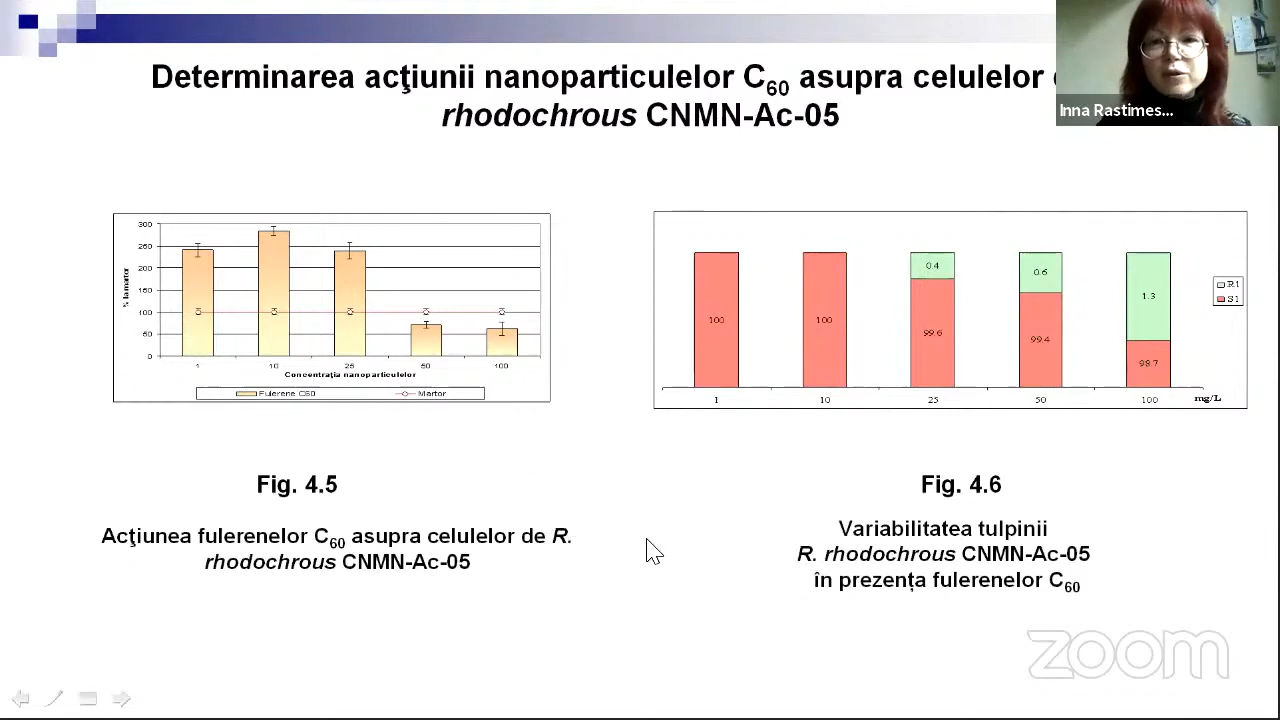 Determinarea acţiunii nanoparticulelor C60 asupra celulelor
rhodochrous CNMN-Ac-05
Inna Rastimes...
300
250
200
150
100
50
0
% la martor
1 10 25 50 100
Concentraţia nanoparticulelor
Fulerene C60 Martor
0.4 0.6 1.3
100 100 99.6 99.4 98.7
R1
S1
1 10 25 50 100 mg/L
Fig. 4.5
Acţiunea fulerenelor C60 asupra celulelor de R.
rhodochrous CNMN-Ac-05
Fig. 4.6
Variabilitatea tulpinii
R. rhodochrous CNMN-Ac-05
în prezența fulerenelor C60
zoom